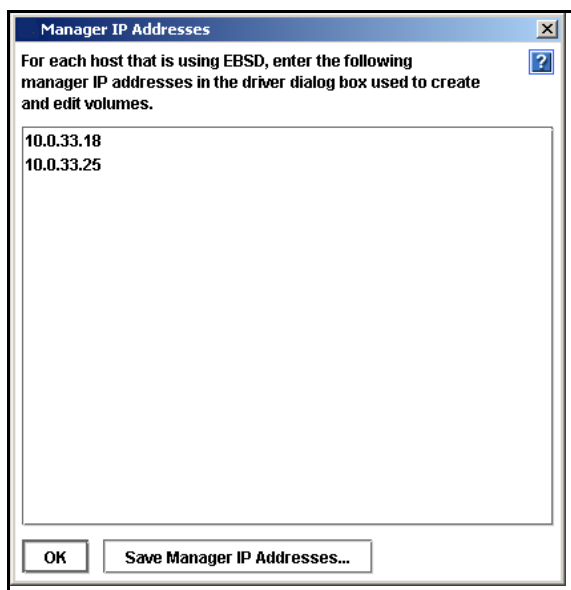 Manager IP Addresses
For each host that is using EBSD, enter the following
manager IP addresses in the driver dialog box used to create
and edit volumes.
?
10.0.33.18
10.0.33.25
OK
Save Manager IP Addresses...